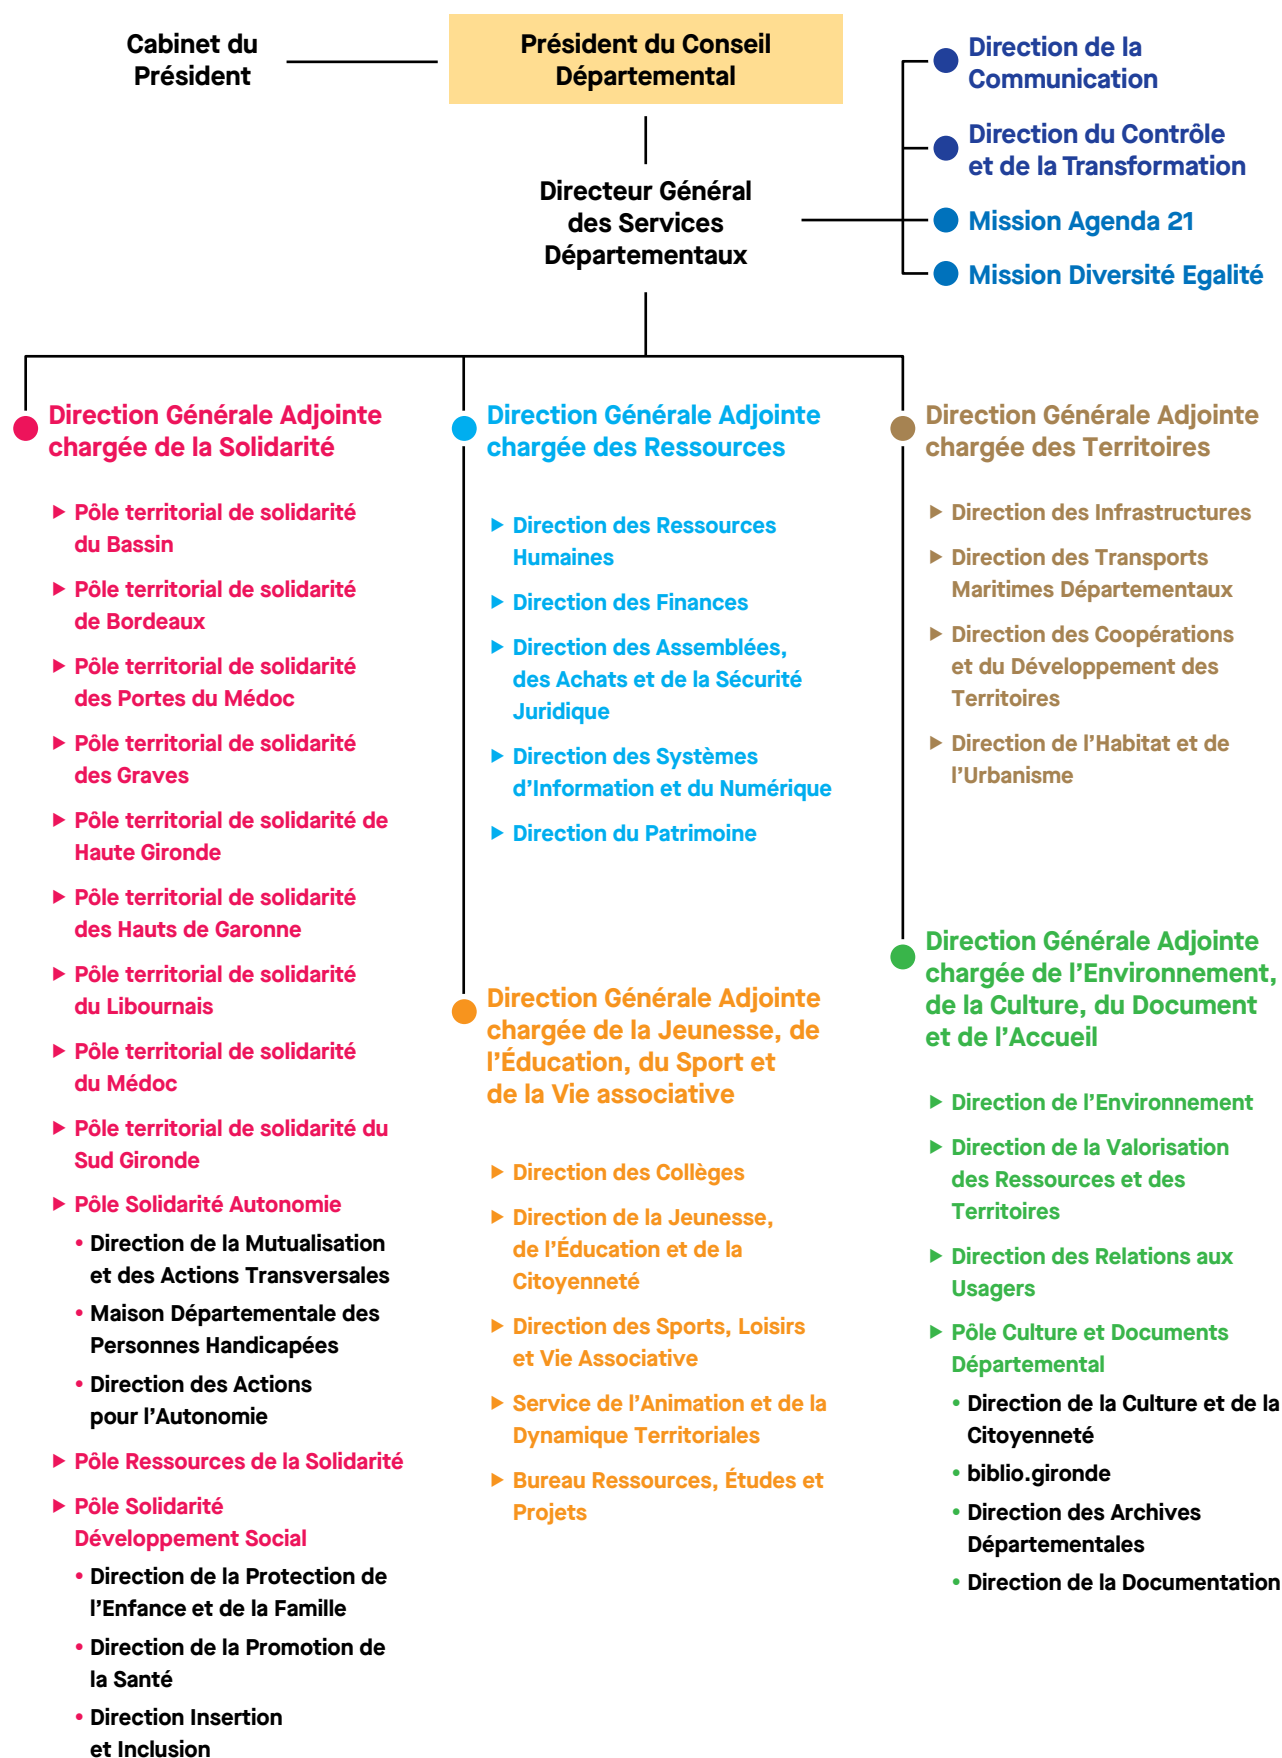 Cabinet du
Président
Président du Conseil
Départemental
Direction de la
Communication
Direction du Contrôle
et de la Transformation
Mission Agenda 21
Mission Diversité Egalité
Directeur Général
des Services
Départementaux
Direction Générale Adjointe
chargée de la Solidarité
Pôle territorial de solidarité
du Bassin
Pôle territorial de solidarité
de Bordeaux
Pôle territorial de solidarité
des Portes du Médoc
Pôle territorial de solidarité
des Graves
Pôle territorial de solidarité de
Haute Gironde
Pôle territorial de solidarité
des Hauts de Garonne
Pôle territorial de solidarité
du Libournais
Pôle territorial de solidarité
du Médoc
Pôle territorial de solidarité du
Sud Gironde
Pôle Solidarité Autonomie
• Direction de la Mutualisation
et des Actions Transversales
• Maison Départementale des
Personnes Handicapées
• Direction des Actions
pour l'Autonomie
Pôle Ressources de la Solidarité
Pôle Solidarité
Développement Social
• Direction de la Protection de
l'Enfance et de la Famille
• Direction de la Promotion de
la Santé
• Direction Insertion
et Inclusion
Direction Générale Adjointe
chargée des Ressources
Direction des Ressources
Humaines
Direction des Finances
Direction des Assemblées,
des Achats et de la Sécurité
Juridique
Direction des Systèmes
d'Information et du Numérique
Direction du Patrimoine
Direction Générale Adjointe
chargée de la Jeunesse, de
l'Éducation, du Sport et
de la Vie associative
Direction des Collèges
Direction de la Jeunesse,
de l'Éducation et de la
Citoyenneté
Direction des Sports, Loisirs
et Vie Associative
Service de l'Animation et de la
Dynamique Territoriales
Bureau Ressources, Études et
Projets
Direction Générale Adjointe
chargée des Territoires
Direction des Infrastructures
Direction des Transports
Maritimes Départementaux
Direction des Coopérations
et du Développement des
Territoires
Direction de l'Habitat et de
l'Urbanisme
Direction Générale Adjointe
chargée de l'Environnement,
de la Culture, du Document
et de l'Accueil
Direction de l'Environnement
Direction de la Valorisation
des Ressources et des
Territoires
Direction des Relations aux
Usagers
Pôle Culture et Documents
Départemental
• Direction de la Culture et de la
Citoyenneté
• biblio.gironde
• Direction des Archives
Départementales
• Direction de la Documentation